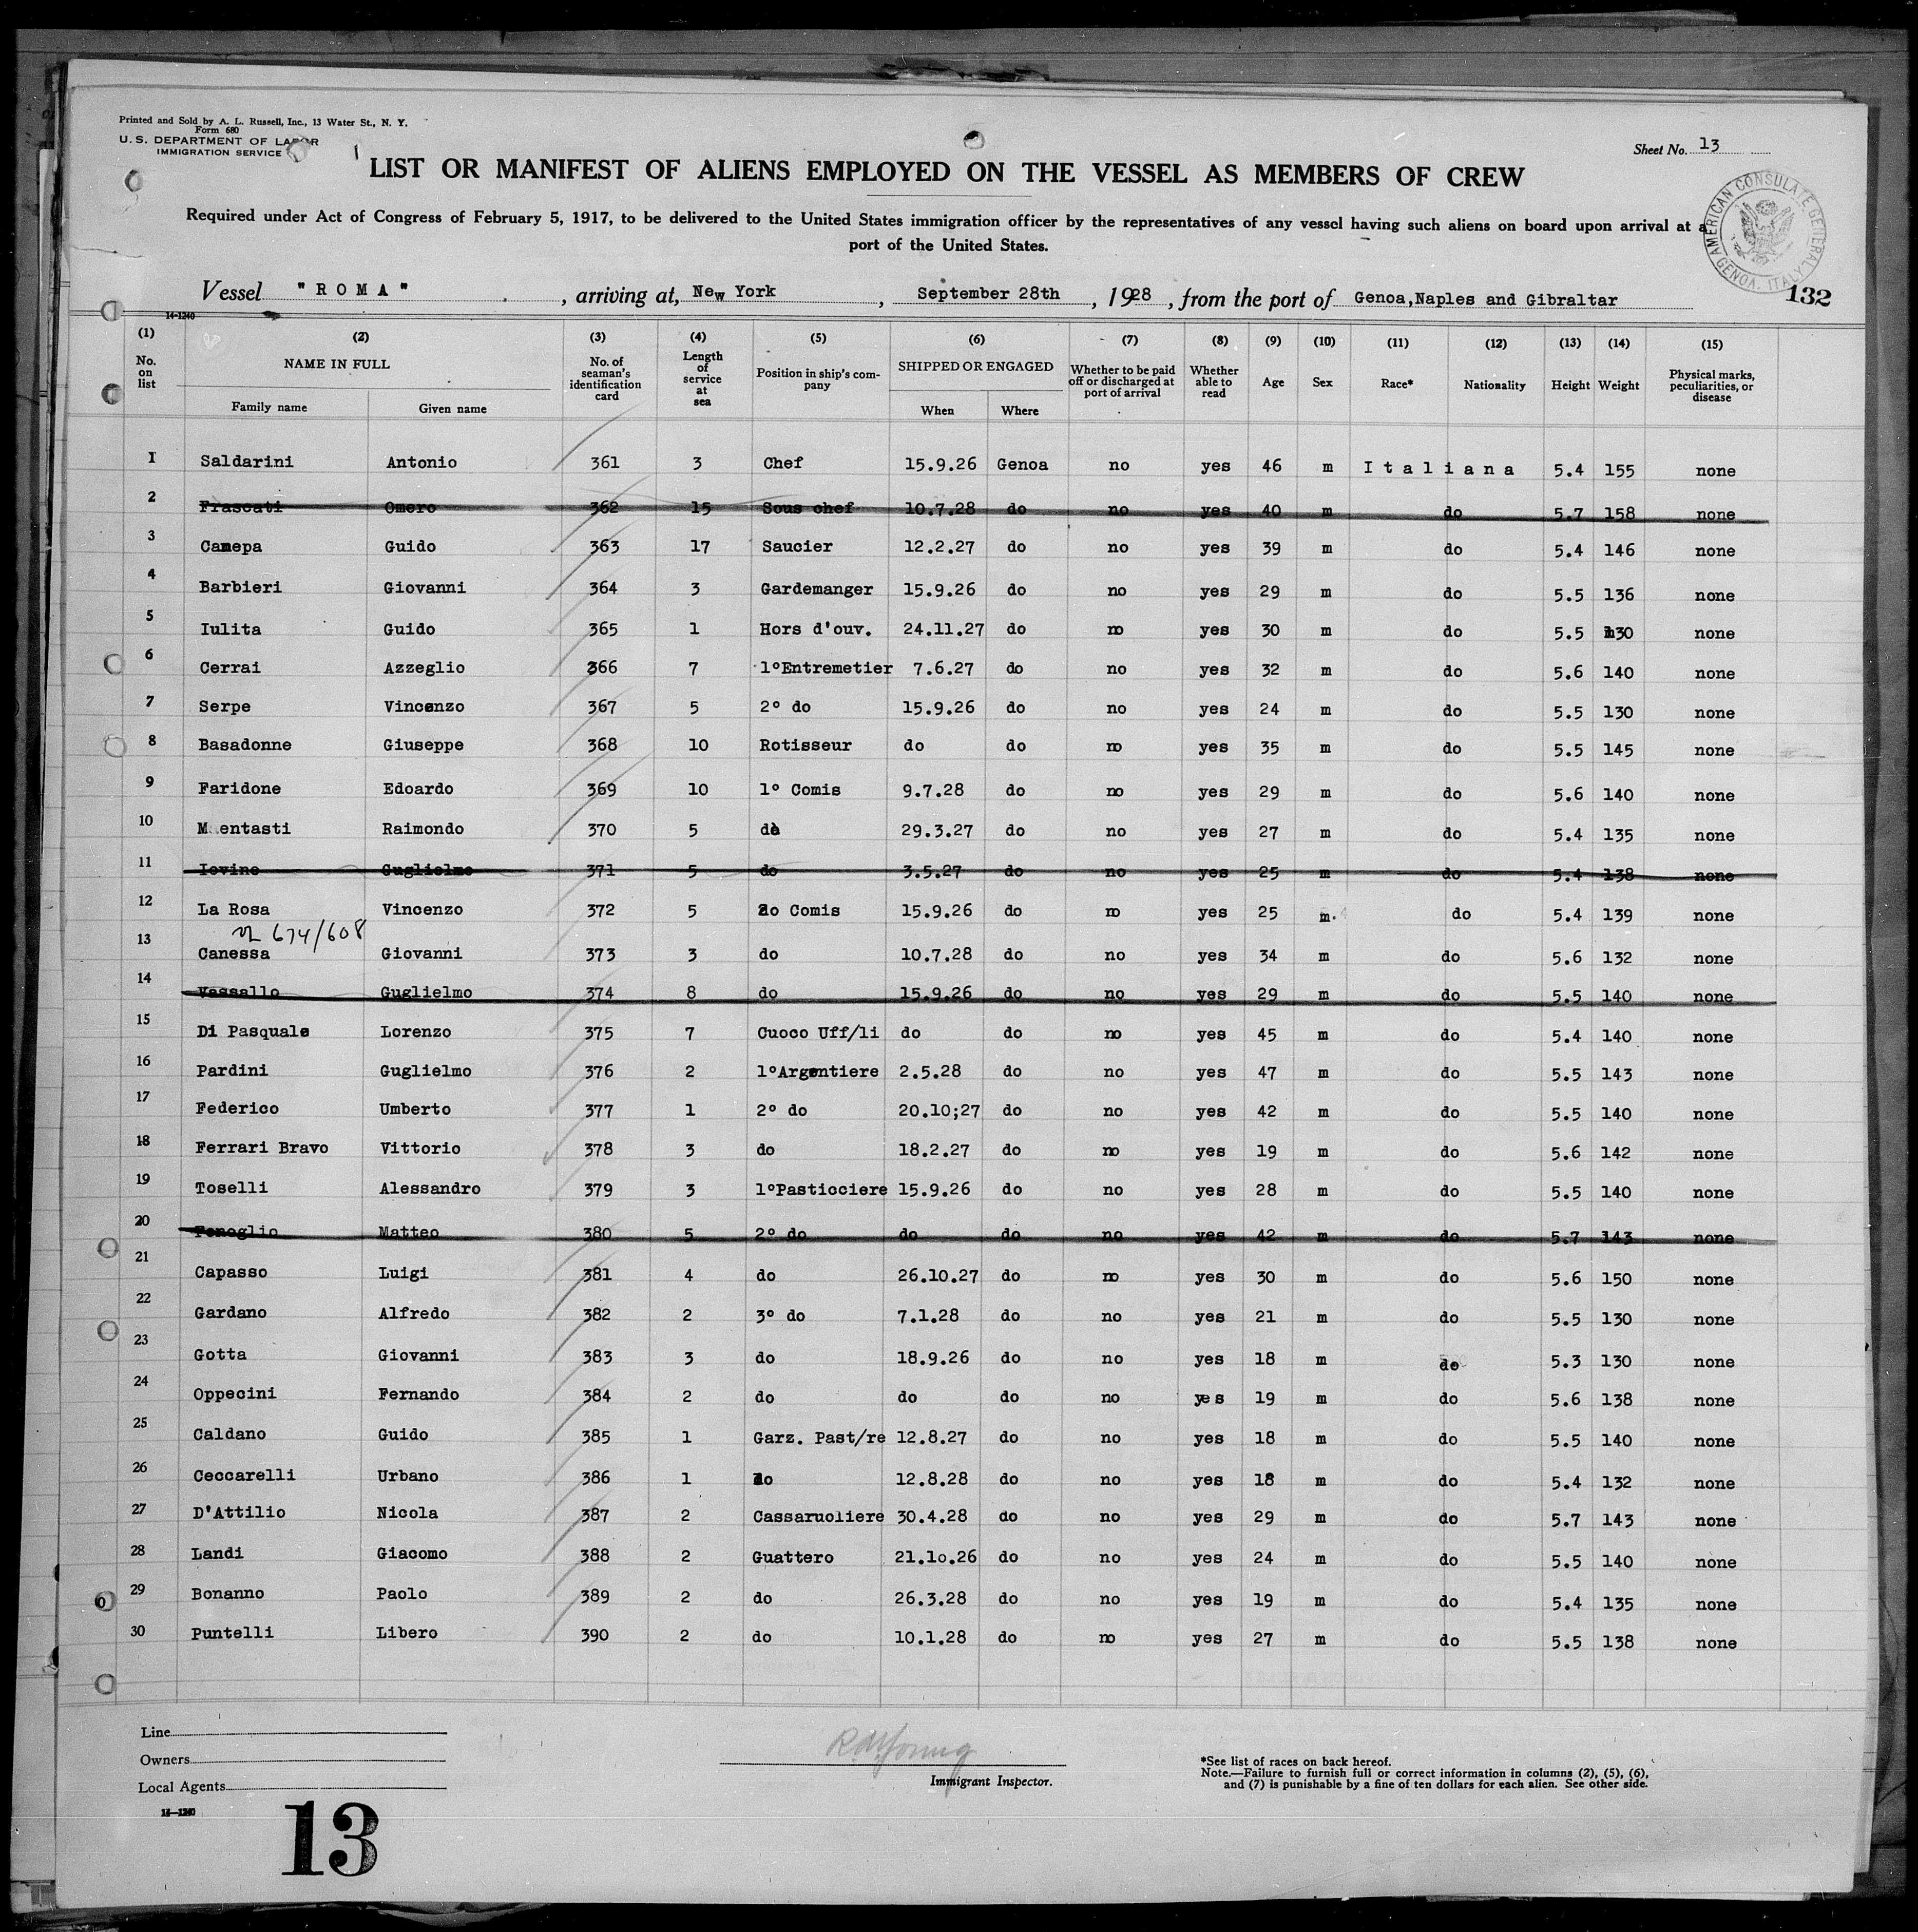 Printed and Sold by A. L. Russell, Inc., 13 Water St., N. Y.
Form 680
U. S. DEPARTMENT OF LABOR
IMMIGRATION SERVICE
Sheet No. 13
LIST OR MANIFEST OF ALIENS EMPLOYED ON THE VESSEL AS MEMBERS OF CREW
Required under Act of Congress of February 5, 1917, to be delivered to the United States immigration officer by the representatives of any vessel having such aliens on board upon arrival at a
port of the United States.
AMERICAN CONSULATE GENERAL GENOA, ITALY
Vessel "ROMA", arriving at, New York, September 28th, 1928, from the port of Genoa,Naples and Gibraltar
132
14-1240
(1) (2) (3) (4) (5) (6) (7) (8) (9) (10) (11) (12) (13) (14) (15)
No. on list NAME IN FULL Family name Given name No. of seaman's identification card Length of service at sea Position in ship's company SHIPPED OR ENGAGED When Where Whether to be paid off or discharged at port of arrival Whether able to read Age Sex Race* Nationality Height Weight Physical marks, peculiarities, or disease
1 Saldarini Antonio 361 3 Chef 15.9.26 Genoa no yes 46 m Italiana 5.4 155 none
2 Frascati Omero 362 15 Sous chef 10.7.28 do no yes 40 m do 5.7 158 none
3 Canepa Guido 363 17 Saucier 12.2.27 do no yes 39 m do 5.4 146 none
4 Barbieri Giovanni 364 3 Gardemanger 15.9.26 do no yes 29 m do 5.5 136 none
5 Iulita Guido 365 1 Hors d'ouv. 24.11.27 do no yes 30 m do 5.5 130 none
6 Cerrai Azzeglio 366 7 1°Entremetier 7.6.27 do no yes 32 m do 5.6 140 none
7 Serpe Vincenzo 367 5 2° do 15.9.26 do no yes 24 m do 5.5 130 none
8 Basadonne Giuseppe 368 10 Rotisseur do do no yes 35 m do 5.5 145 none
9 Faridone Edoardo 369 10 1° Comis 9.7.28 do no yes 29 m do 5.6 140 none
10 M entasti Raimondo 370 5 do 29.3.27 do no yes 27 m do 5.4 135 none
11 Iovino Guglielmo 371 5 do 3.5.27 do no yes 25 m do 5.4 138 none
12 La Rosa Vincenzo 372 5 2o Comis 15.9.26 do no yes 25 m. do 5.4 139 none
674/608
13 Canessa Giovanni 373 3 do 10.7.28 do no yes 34 m do 5.6 132 none
14 Vassallo Guglielmo 374 8 do 15.9.26 do no yes 29 m do 5.5 140 none
15 Di Pasquale Lorenzo 375 7 Cuoco Uff/li do do no yes 45 m do 5.4 140 none
16 Pardini Guglielmo 376 2 1°Argentiere 2.5.28 do no yes 47 m do 5.5 143 none
17 Federico Umberto 377 1 2° do 20.10;27 do no yes 42 m do 5.5 140 none
18 Ferrari Bravo Vittorio 378 3 do 18.2.27 do no yes 19 m do 5.6 142 none
19 Toselli Alessandro 379 3 1°Pasticciere 15.9.26 do no yes 28 m do 5.5 140 none
20 Fenoglio Matteo 380 5 2° do do do no yes 42 m do 5.7 143 none
21 Capasso Luigi 381 4 do 26.10.27 do no yes 30 m do 5.6 150 none
22 Gardano Alfredo 382 2 3° do 7.1.28 do no yes 21 m do 5.5 130 none
23 Gotta Giovanni 383 3 do 18.9.26 do no yes 18 m do 5.3 130 none
24 Oppecini Fernando 384 2 do do do no yes 19 m do 5.6 138 none
25 Caldano Guido 385 1 Garz. Past/re 12.8.27 do no yes 18 m do 5.5 140 none
26 Ceccarelli Urbano 386 1 do 12.8.28 do no yes 18 m do 5.4 132 none
27 D'Attilio Nicola 387 2 Cassaruoliere 30.4.28 do no yes 29 m do 5.7 143 none
28 Landi Giacomo 388 2 Guattero 21.10.26 do no yes 24 m do 5.5 140 none
29 Bonanno Paolo 389 2 do 26.3.28 do no yes 19 m do 5.4 135 none
30 Puntelli Libero 390 2 do 10.1.28 do no yes 27 m do 5.5 138 none
Line
Owners
Local Agents
14-1240
Immigrant Inspector.
*See list of races on back hereof.
Note.—Failure to furnish full or correct information in columns (2), (5), (6),
and (7) is punishable by a fine of ten dollars for each alien. See other side.
13